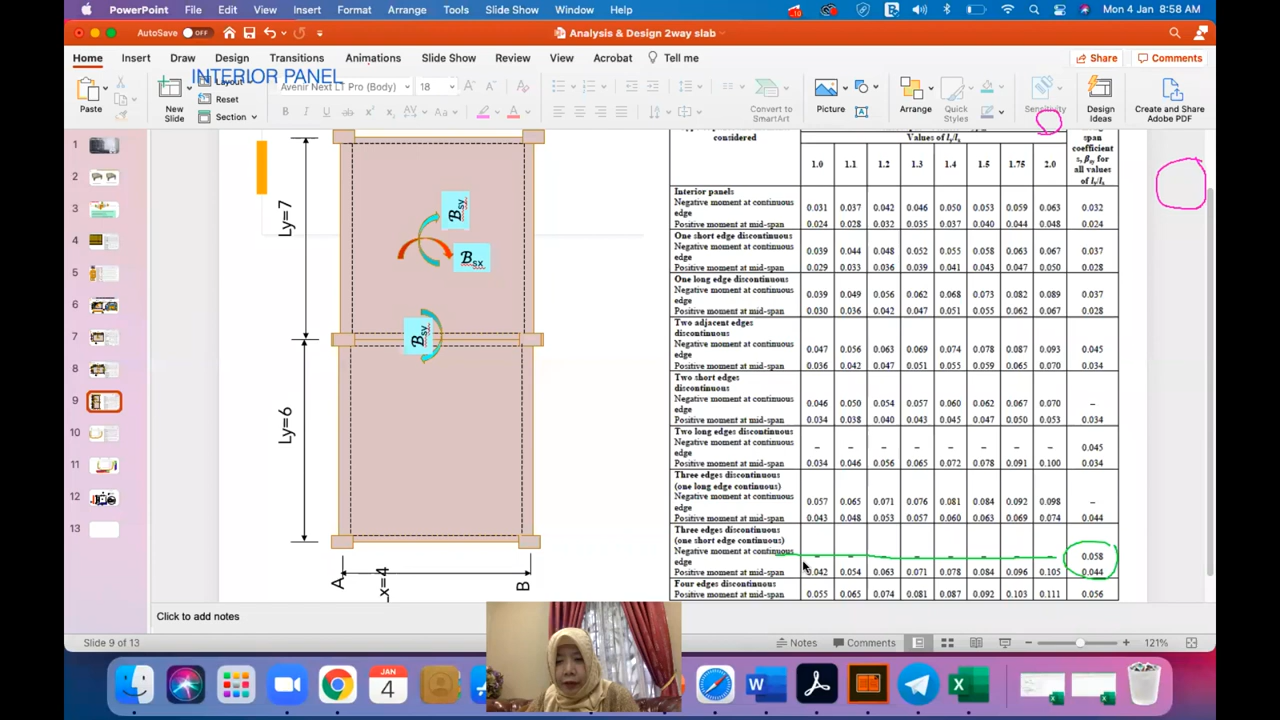 PowerPoint File Edit View Insert Format Arrange Tools Slide Show Window Help Mon 4 Jan 8:58 AM
AutoSave OFF Analysis & Design 2way slab
Home Insert Draw Design Transitions Animations Slide Show Review View Acrobat Tell me Share Comments
INTERIOR PANEL
Paste New Slide Layout Reset Section Avenir Next LT Pro (Body) 18 Convert to SmartArt Picture Arrange Quick Styles Sensitivity Design Ideas Create and Share Adobe PDF
1
2
3
4
5
6
7
8
9
10
11
12
13
Ly=7
Ly=6
ℬsy
ℬsx
ℬsy
A
x=4
B
considered
Values of ly/lx
span coefficient s, βsy for all values of ly/lx
1.0 1.1 1.2 1.3 1.4 1.5 1.75 2.0
Interior panels
Negative moment at continuous edge 0.031 0.037 0.042 0.046 0.050 0.053 0.059 0.063 0.032
Positive moment at mid-span 0.024 0.028 0.032 0.035 0.037 0.040 0.044 0.048 0.024
One short edge discontinuous
Negative moment at continuous edge 0.039 0.044 0.048 0.052 0.055 0.058 0.063 0.067 0.037
Positive moment at mid-span 0.029 0.033 0.036 0.039 0.041 0.043 0.047 0.050 0.028
One long edge discontinuous
Negative moment at continuous edge 0.039 0.049 0.056 0.062 0.068 0.073 0.082 0.089 0.037
Positive moment at mid-span 0.030 0.036 0.042 0.047 0.051 0.055 0.062 0.067 0.028
Two adjacent edges discontinuous
Negative moment at continuous edge 0.047 0.056 0.063 0.069 0.074 0.078 0.087 0.093 0.045
Positive moment at mid-span 0.036 0.042 0.047 0.051 0.055 0.059 0.065 0.070 0.034
Two short edges discontinuous
Negative moment at continuous edge 0.046 0.050 0.054 0.057 0.060 0.062 0.067 0.070 –
Positive moment at mid-span 0.034 0.038 0.040 0.043 0.045 0.047 0.050 0.053 0.034
Two long edges discontinuous
Negative moment at continuous edge – – – – – – – – 0.045
Positive moment at mid-span 0.034 0.046 0.056 0.065 0.072 0.078 0.091 0.100 0.034
Three edges discontinuous (one long edge continuous)
Negative moment at continuous edge 0.057 0.065 0.071 0.076 0.081 0.084 0.092 0.098 –
Positive moment at mid-span 0.043 0.048 0.053 0.057 0.060 0.063 0.069 0.074 0.044
Three edges discontinuous (one short edge continuous)
Negative moment at continuous edge – – – – – – – – 0.058
Positive moment at mid-span 0.042 0.054 0.063 0.071 0.078 0.084 0.096 0.105 0.044
Four edges discontinuous
Positive moment at mid-span 0.055 0.065 0.074 0.081 0.087 0.092 0.103 0.111 0.056
Click to add notes
Slide 9 of 13 Notes Comments 121%
JAN
4